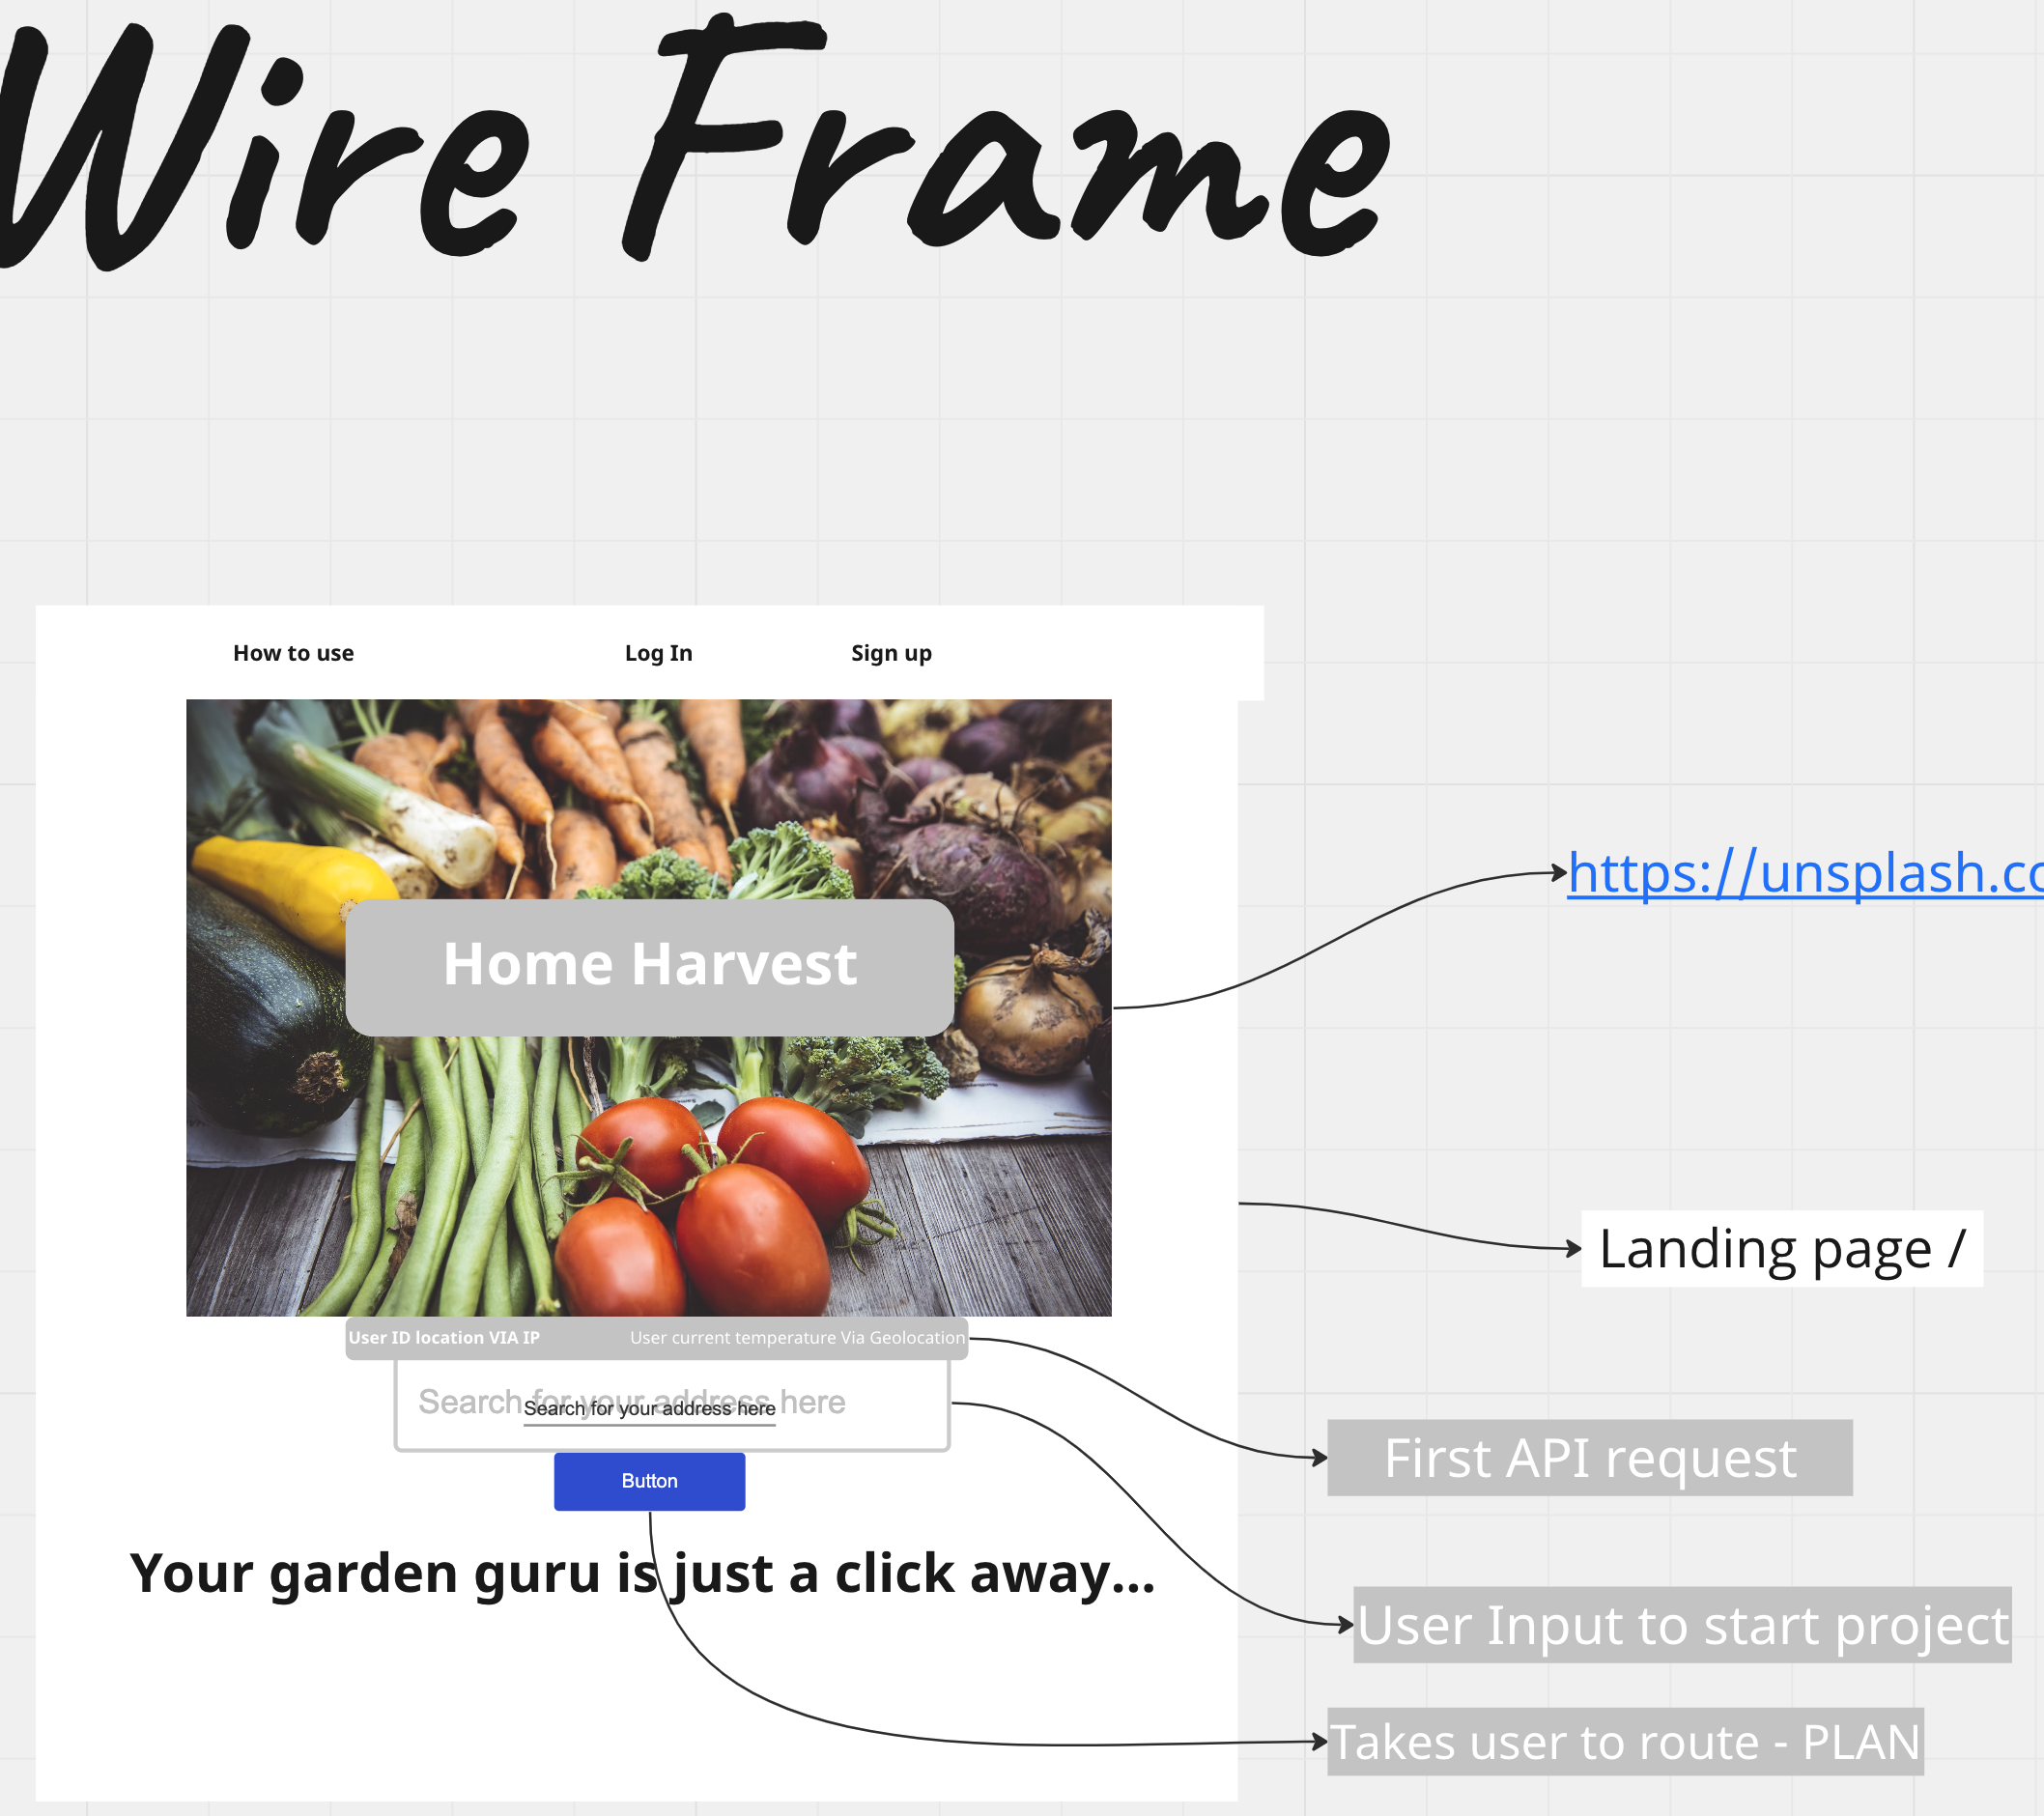 Wire Frame
How to use
Log In
Sign up
Home Harvest
https://unsplash.co
Landing page /
User ID location VIA IP
User current temperature Via Geolocation
Search for your address here
Search for your address here
Button
First API request
Your garden guru is just a click away...
User Input to start project
Takes user to route - PLAN